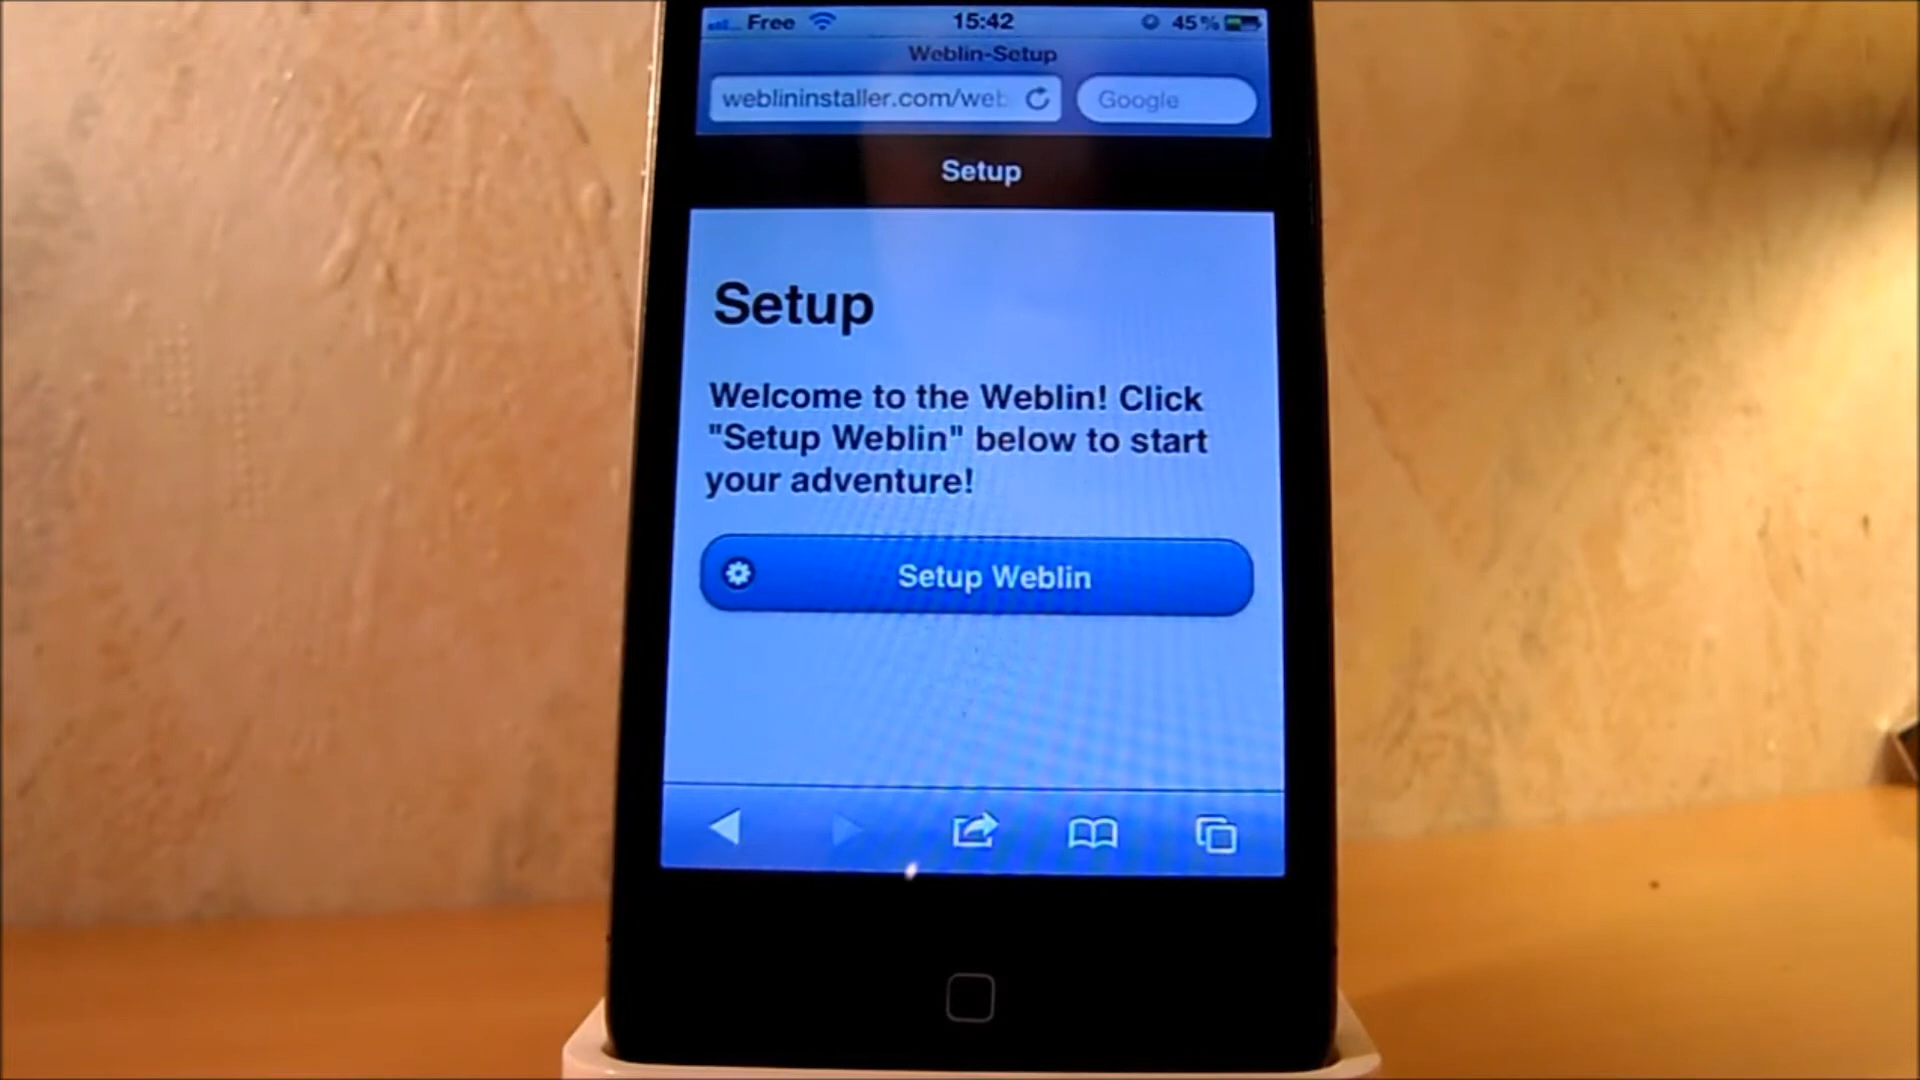 Free 15:42 45%
Weblin-Setup
weblininstaller.com/web Google
Setup
Setup
Welcome to the Weblin! Click
"Setup Weblin" below to start
your adventure!
Setup Weblin